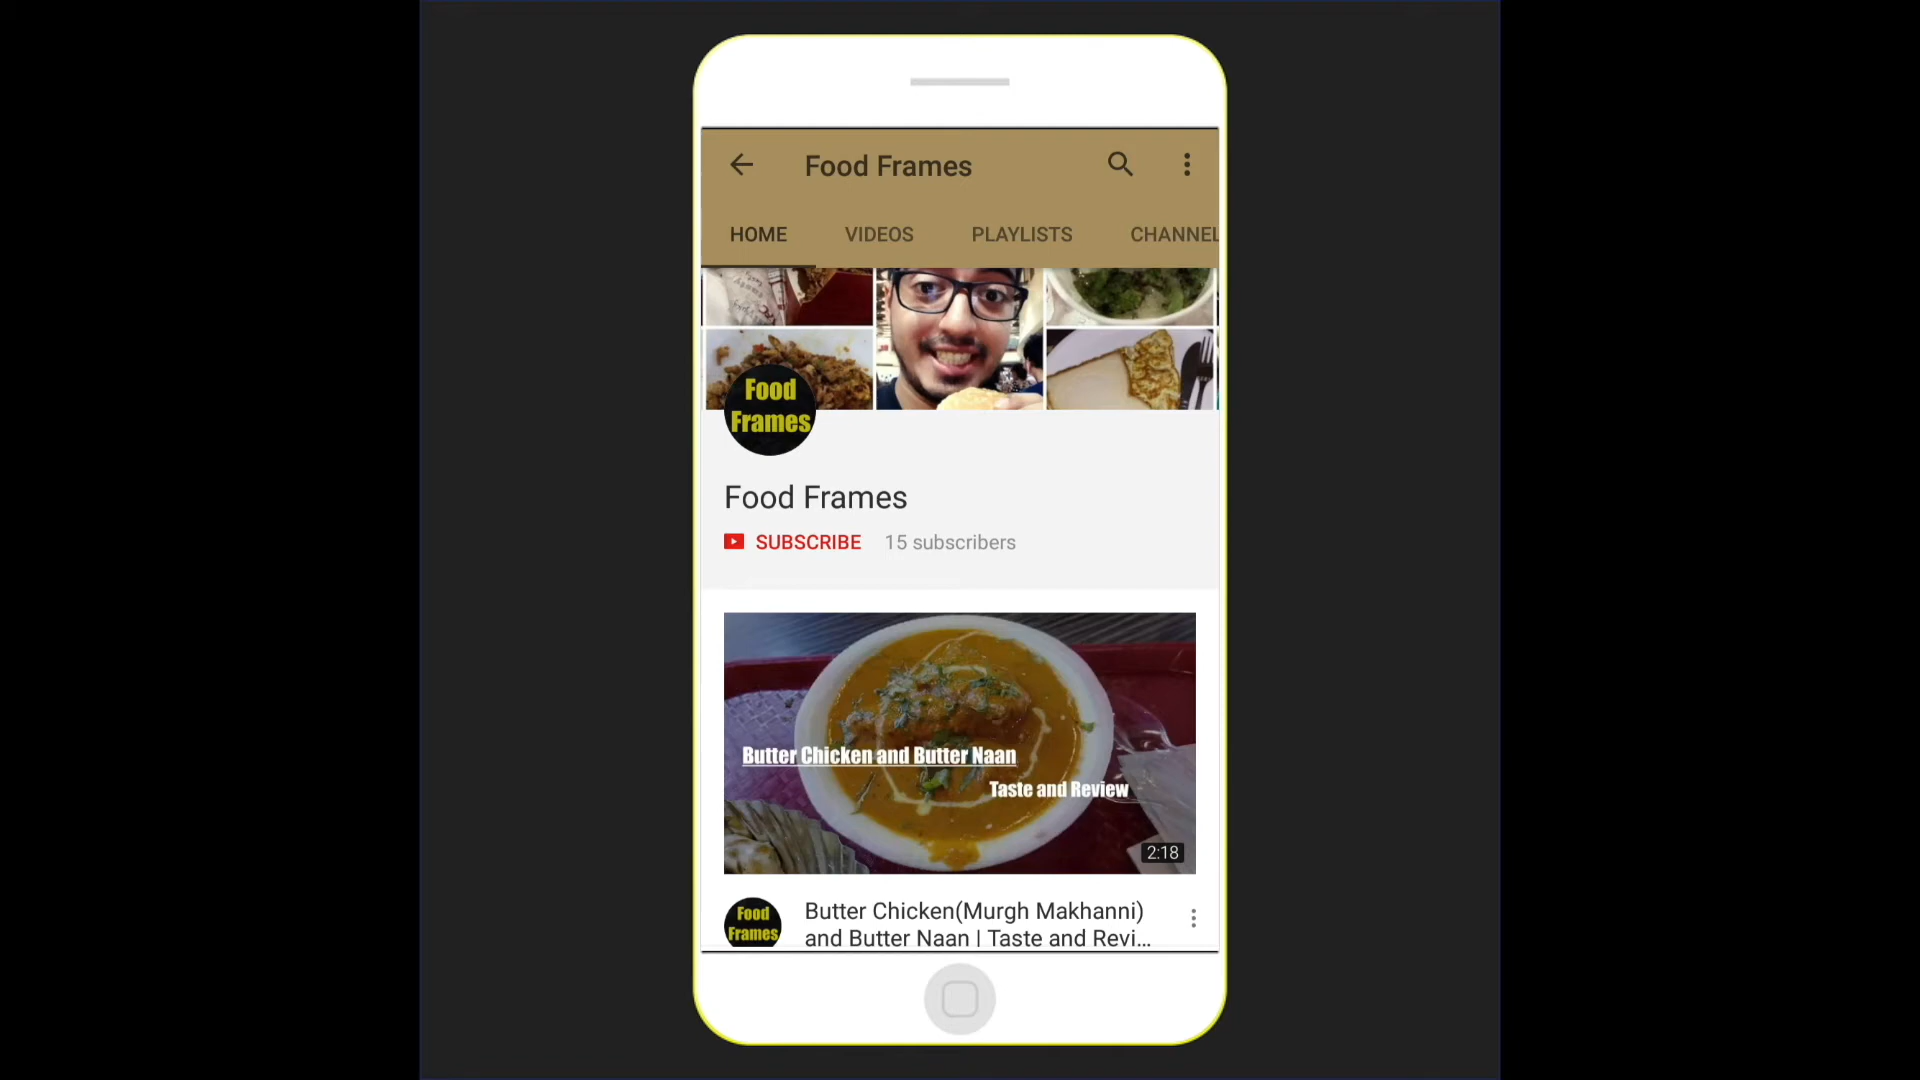 Food Frames
HOME VIDEOS PLAYLISTS CHANNEL
Food
Frames
Food Frames
SUBSCRIBE 15 subscribers
Butter Chicken and Butter Naan
Taste and Review
2:18
Food
Frames
Butter Chicken(Murgh Makhanni)
and Butter Naan | Taste and Revi...